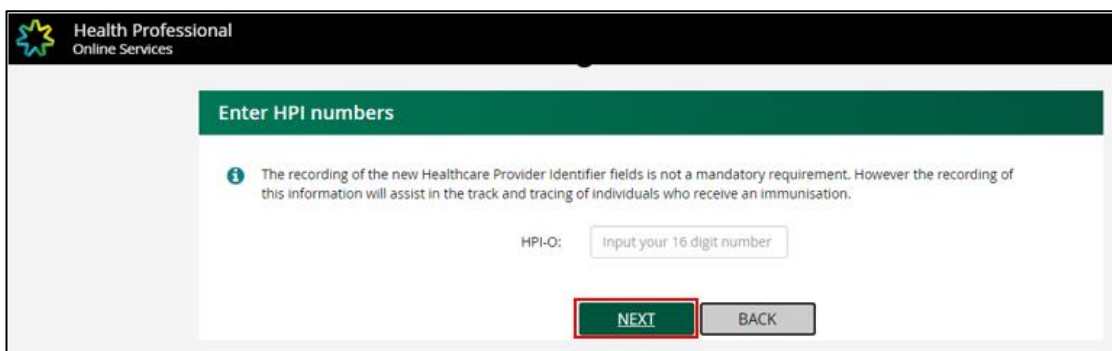 Health Professional
Online Services
Enter HPI numbers
The recording of the new Healthcare Provider Identifier fields is not a mandatory requirement. However the recording of
this information will assist in the track and tracing of individuals who receive an immunisation.
HPI-O: Input your 16 digit number
NEXT BACK